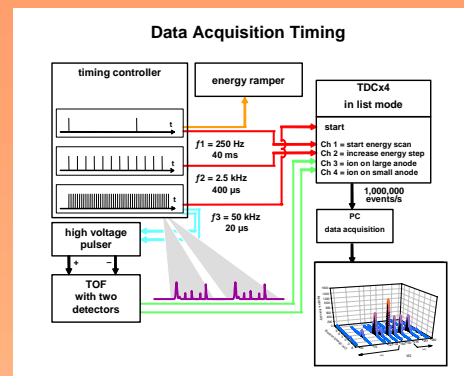 Data Acquisition Timing
timing controller
t
t
t
energy ramper
TDCx4
in list mode
start
Ch 1 = start energy scan
Ch 2 = increase energy step
Ch 3 = ion on large anode
Ch 4 = ion on small anode
ƒ1 = 250 Hz
40 ms
ƒ2 = 2.5 kHz
400 µs
ƒ3 = 50 kHz
20 µs
1,000,000
events/s
PC
data acquisition
high voltage
pulser
+ –
TOF
with two
detectors